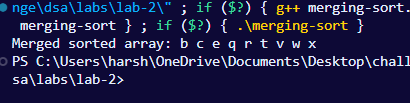 nge\dsa\labs\lab-2\" ; if ($?) { g++ merging-sort.
merging-sort } ; if ($?) { .\merging-sort }
Merged sorted array: b c e q r t v w x
PS C:\Users\harsh\OneDrive\Documents\Desktop\chall
sa\labs\lab-2>